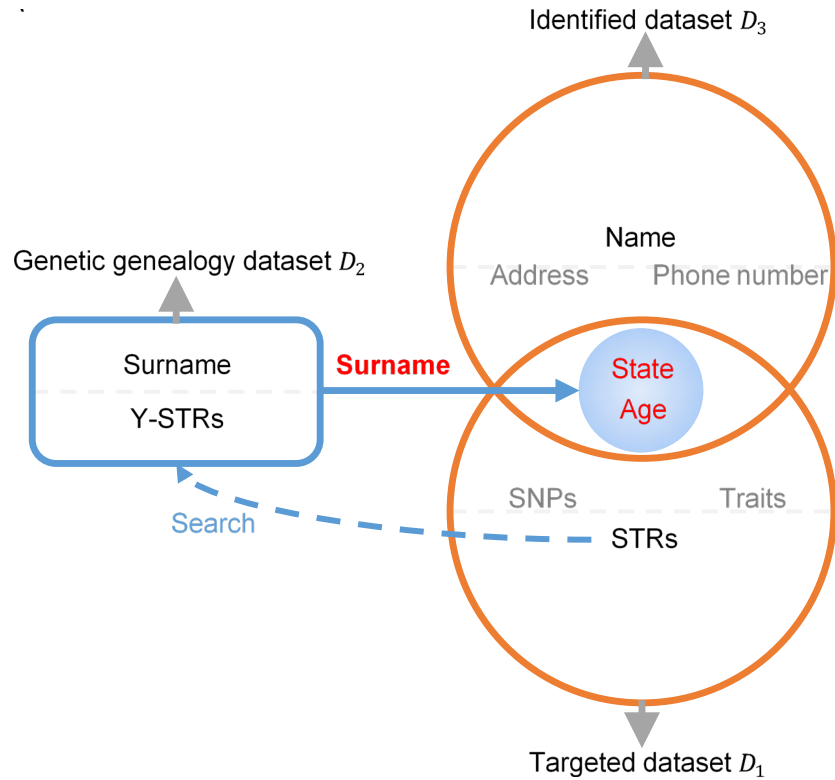 Identified dataset D₃
Name
Address Phone number
Genetic genealogy dataset D₂
Surname
Y-STRs
Surname
State
Age
Search
SNPs Traits
STRs
Targeted dataset D₁